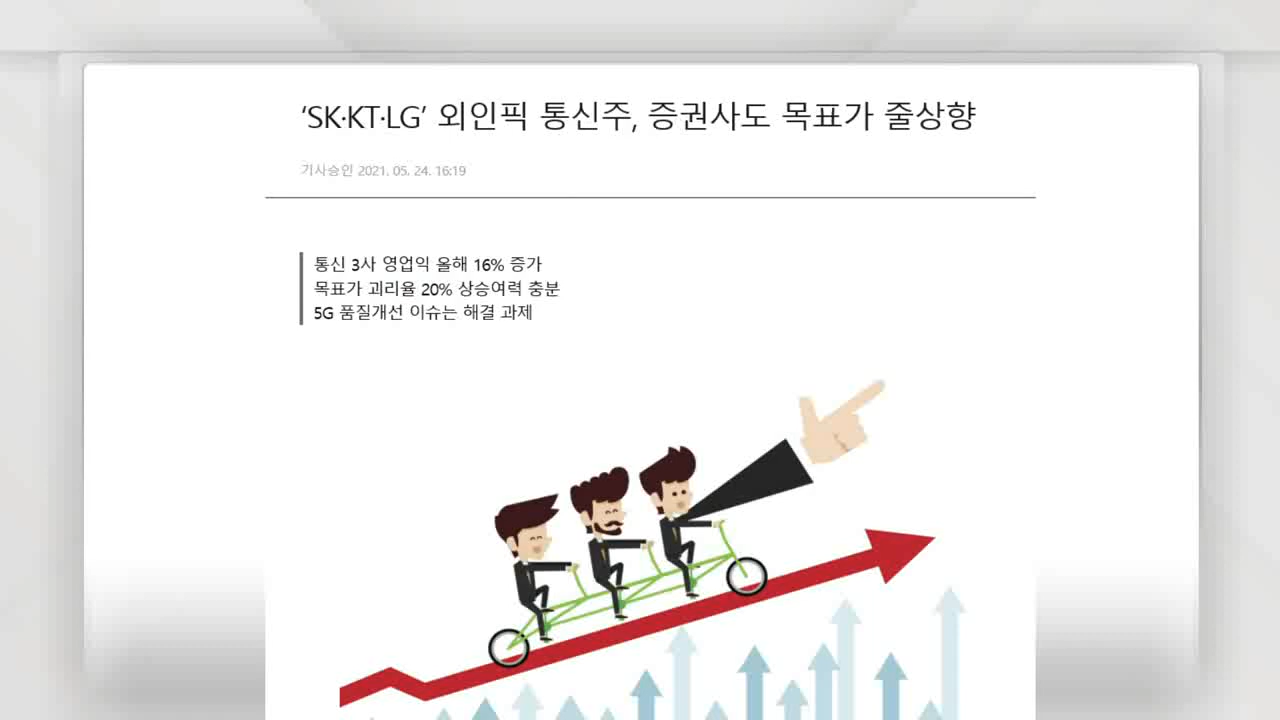 ‘SK·KT·LG’ 외인픽 통신주, 증권사도 목표가 줄상향
기사승인 2021. 05. 24. 16:19
통신 3사 영업익 올해 16% 증가
목표가 괴리율 20% 상승여력 충분
5G 품질개선 이슈는 해결 과제